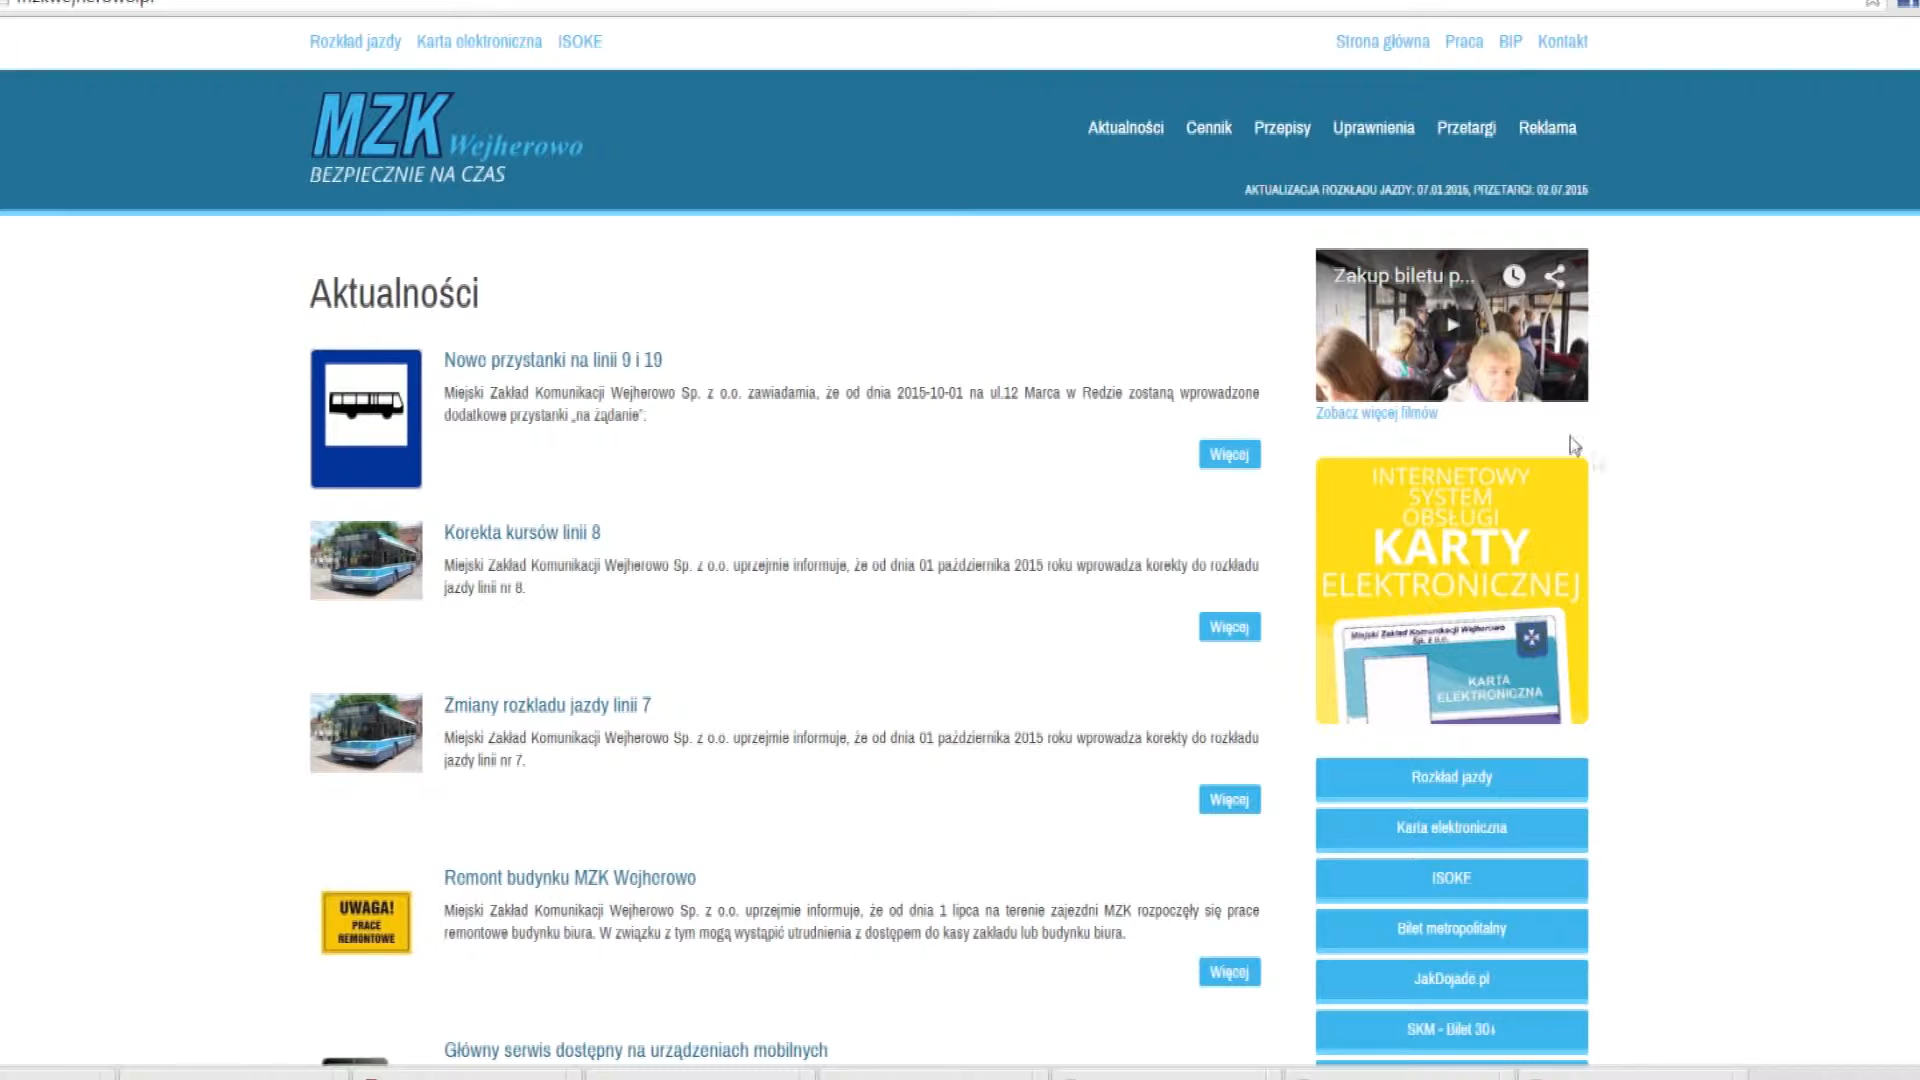 Rozkład jazdy Karta elektroniczna ISOKE
Strona główna Praca BIP Kontakt
MZK Wejherowo
BEZPIECZNIE NA CZAS
Aktualności Cennik Przepisy Uprawnienia Przetargi Reklama
AKTUALIZACJA ROZKŁADU JAZDY: 07.01.2015, PRZETARGI: 02.07.2015
Aktualności
Nowe przystanki na linii 9 i 19
Miejski Zakład Komunikacji Wejherowo Sp. z o.o. zawiadamia, że od dnia 2015-10-01 na ul.12 Marca w Redzie zostaną wprowadzone
dodatkowe przystanki „na żądanie”:
Więcej
Korekta kursów linii 8
Miejski Zakład Komunikacji Wejherowo Sp. z o.o. uprzejmie informuje, że od dnia 01 października 2015 roku wprowadza korekty do rozkładu
jazdy linii nr 8.
Więcej
Zmiany rozkladu jazdy linii 7
Miejski Zakład Komunikacji Wejherowo Sp. z o.o. uprzejmie informuje, że od dnia 01 października 2015 roku wprowadza korekty do rozkładu
jazdy linii nr 7.
Więcej
UWAGA!
PRACE
REMONTOWE
Remont budynku MZK Wejherowo
Miejski Zakład Komunikacji Wejherowo Sp. z o.o. uprzejmie informuje, że od dnia 1 lipca na terenie zajezdni MZK rozpoczęły się prace
remontowe budynku biura. W związku z tym mogą wystąpić utrudnienia z dostępem do kasy zakładu lub budynku biura.
Więcej
Główny serwis dostępny na urządzeniach mobilnych
Zakup biletu p...
Zobacz więcej filmów
INTERNETOWY
SYSTEM
OBSŁUGI
KARTY
ELEKTRONICZNEJ
Miejski Zakład Komunikacji Wejherowo
Sp. z o.o.
KARTA
ELEKTRONICZNA
Rozkład jazdy
Karta elektroniczna
ISOKE
Bilet metropolitalny
JakDojade.pl
SKM - Bilet 30+